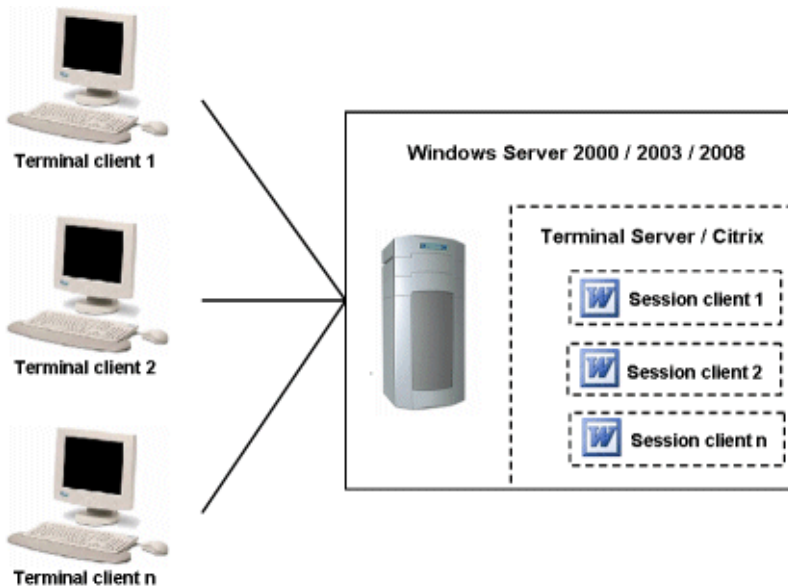 Terminal client 1
Terminal client 2
Terminal client n
Windows Server 2000 / 2003 / 2008
Terminal Server / Citrix
W Session client 1
W Session client 2
W Session client n